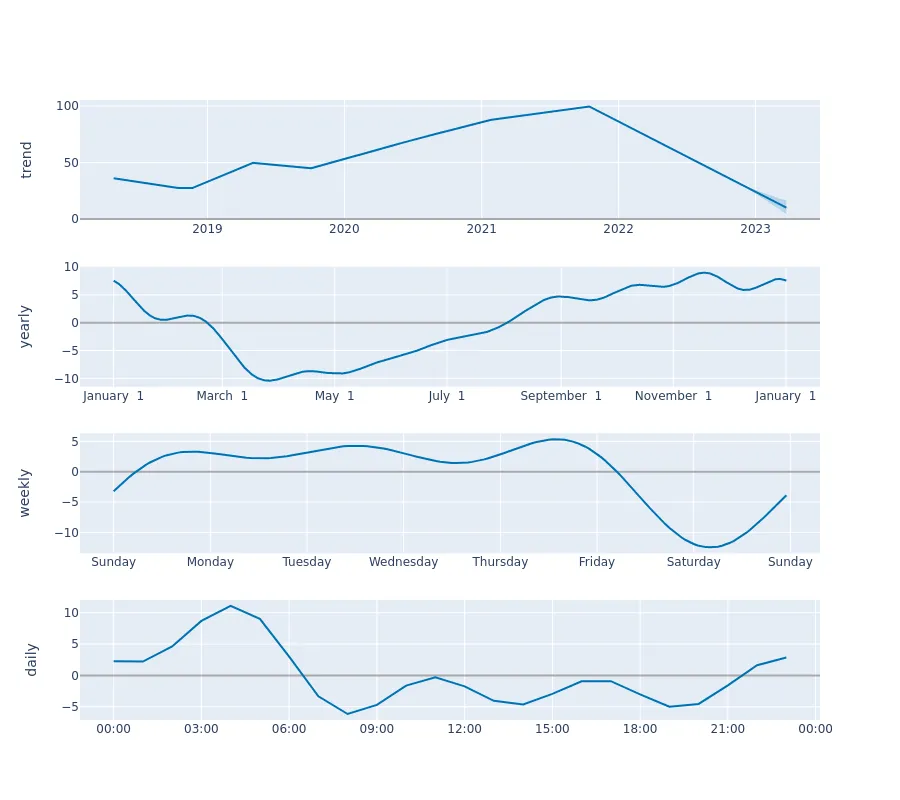 trend
100
50
0
2019 2020 2021 2022 2023
yearly
10
5
0
−5
−10
January 1 March 1 May 1 July 1 September 1 November 1 January 1
weekly
5
0
−5
−10
Sunday Monday Tuesday Wednesday Thursday Friday Saturday Sunday
daily
10
5
0
−5
00:00 03:00 06:00 09:00 12:00 15:00 18:00 21:00 00:00